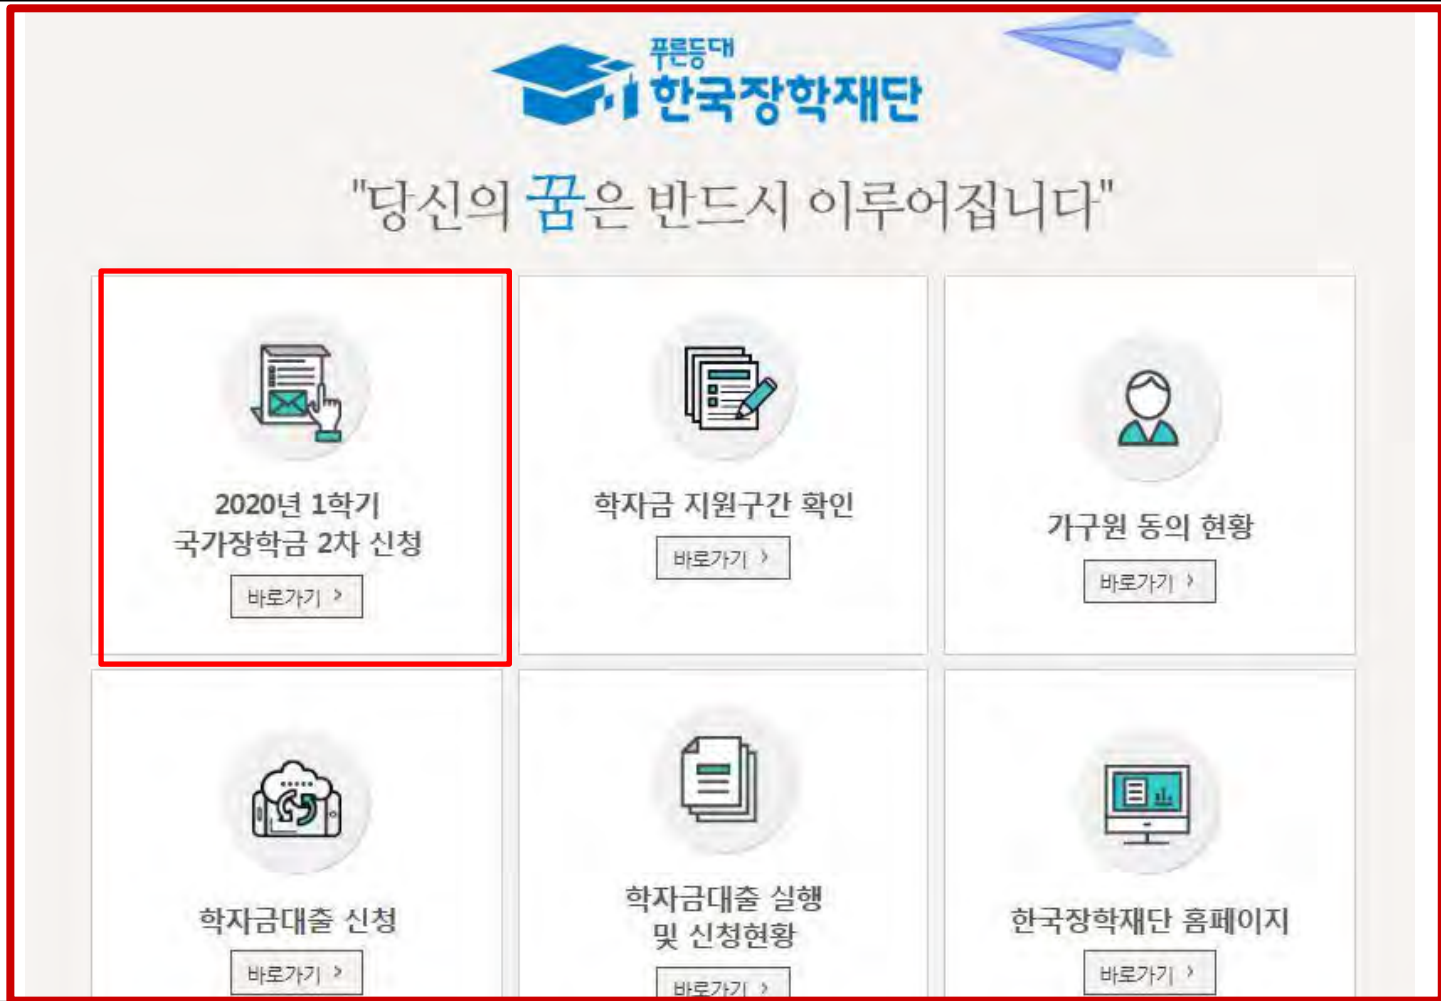 푸른등대
한국장학재단
"당신의 꿈은 반드시 이루어집니다"
2020년 1학기
국가장학금 2차 신청
바로가기 >
학자금 지원구간 확인
바로가기 >
가구원 동의 현황
바로가기 >
학자금대출 신청
바로가기 >
학자금대출 실행
및 신청현황
바로가기 >
한국장학재단 홈페이지
바로가기 >